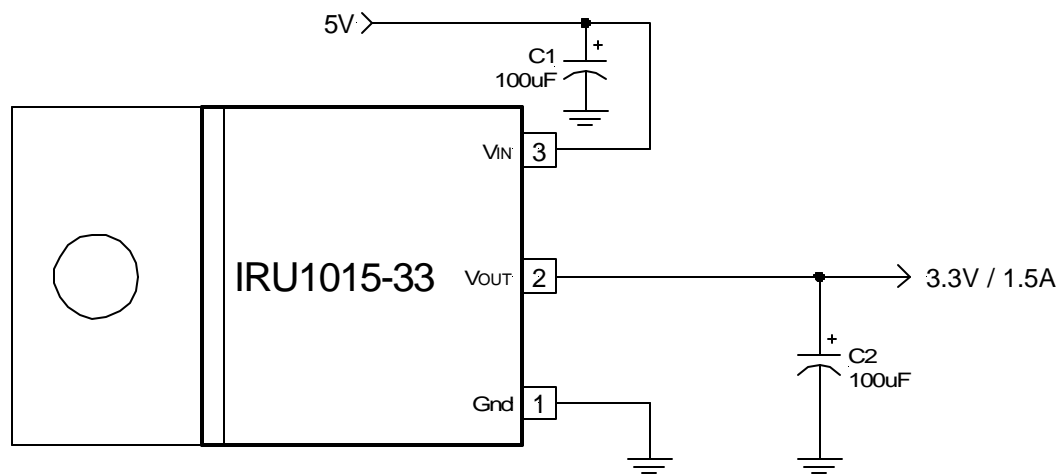 5V
C1
100uF
VIN 3
IRU1015-33
VOUT 2
3.3V / 1.5A
C2
100uF
Gnd 1